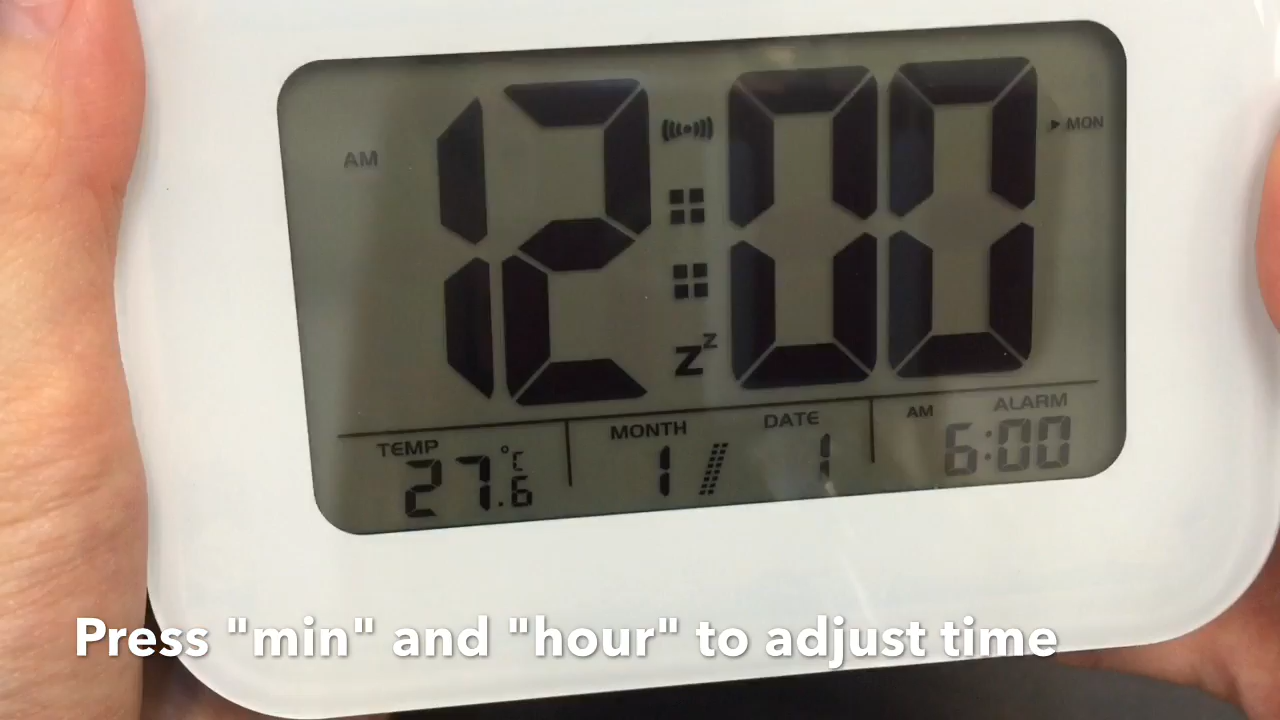 AM 12:00 ▸ MON
Zz
TEMP MONTH DATE AM ALARM
27.6°C 1 / 1 6:00
Press "min" and "hour" to adjust time